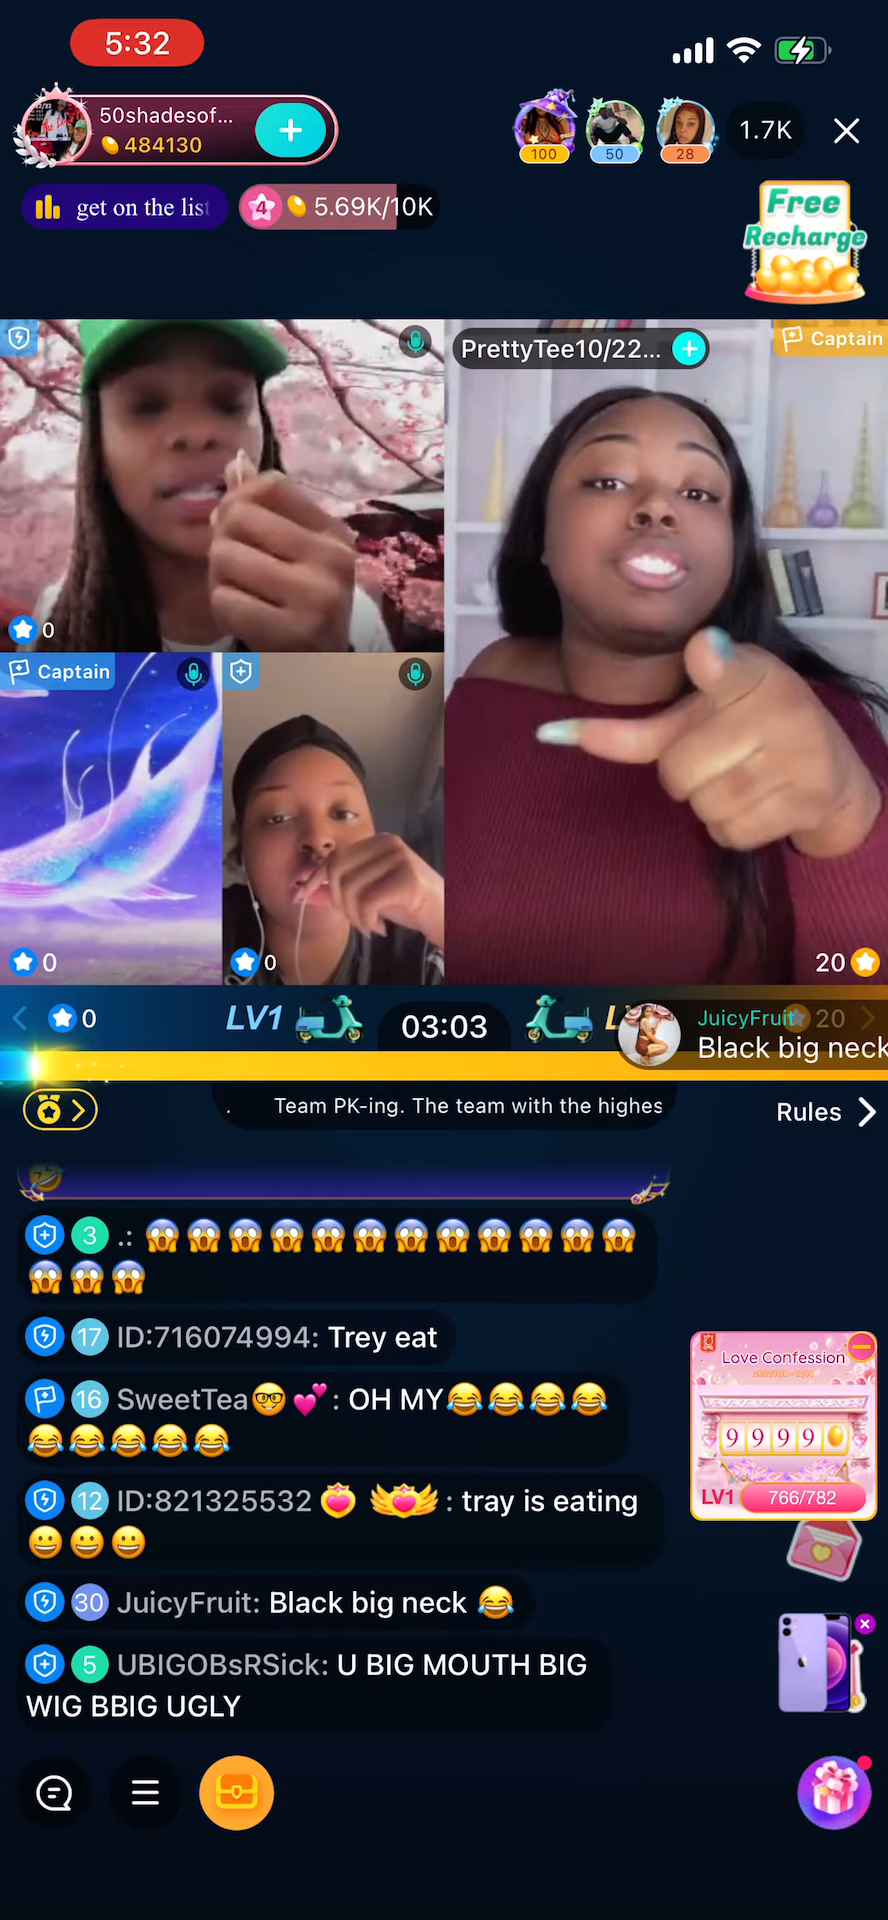 5:32
50shadesof...
484130
100
50
28
1.7K
get on the list
4
5.69K/10K
Free
Recharge
PrettyTee10/22...
Captain
0
Captain
0
0
20
0
LV1
03:03
JuicyFruit
20
Black big neck
. Team PK-ing. The team with the highes
Rules
3 .: 😱😱😱😱😱😱😱😱😱😱😱😱
😱😱😱
17 ID:716074994: Trey eat
16 SweetTea🤓💕: OH MY😂😂😂😂
😂😂😂😂😂
12 ID:821325532 : tray is eating
😀😀😀
30 JuicyFruit: Black big neck 😂
5 UBIGOBsRSick: U BIG MOUTH BIG
WIG BBIG UGLY
Love Confession
9 9 9 9
LV1 766/782